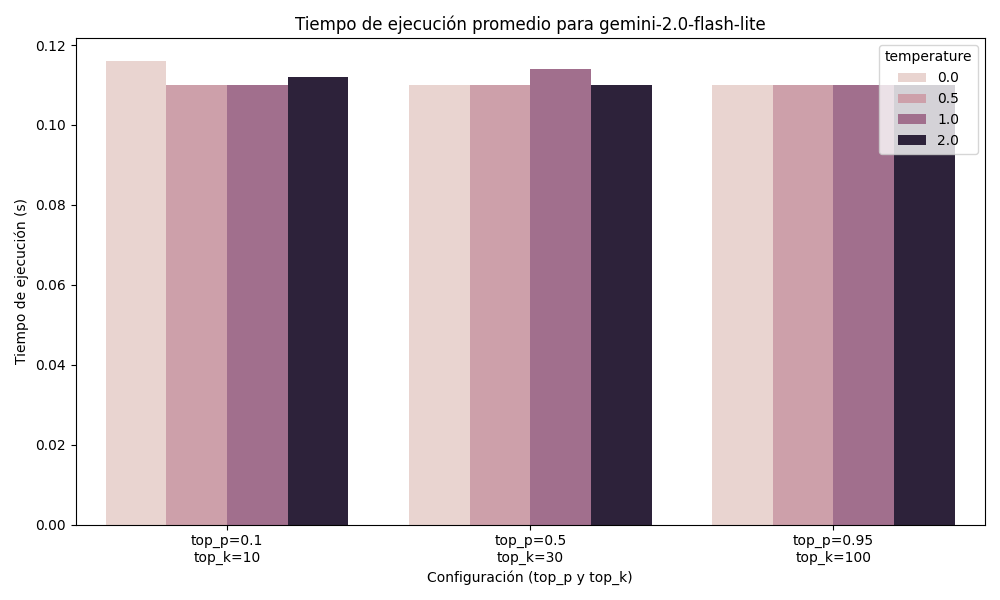 Tiempo de ejecución promedio para gemini-2.0-flash-lite
Tiempo de ejecución (s)
0.12
0.10
0.08
0.06
0.04
0.02
0.00
temperature
0.0
0.5
1.0
2.0
top_p=0.1
top_k=10
top_p=0.5
top_k=30
top_p=0.95
top_k=100
Configuración (top_p y top_k)